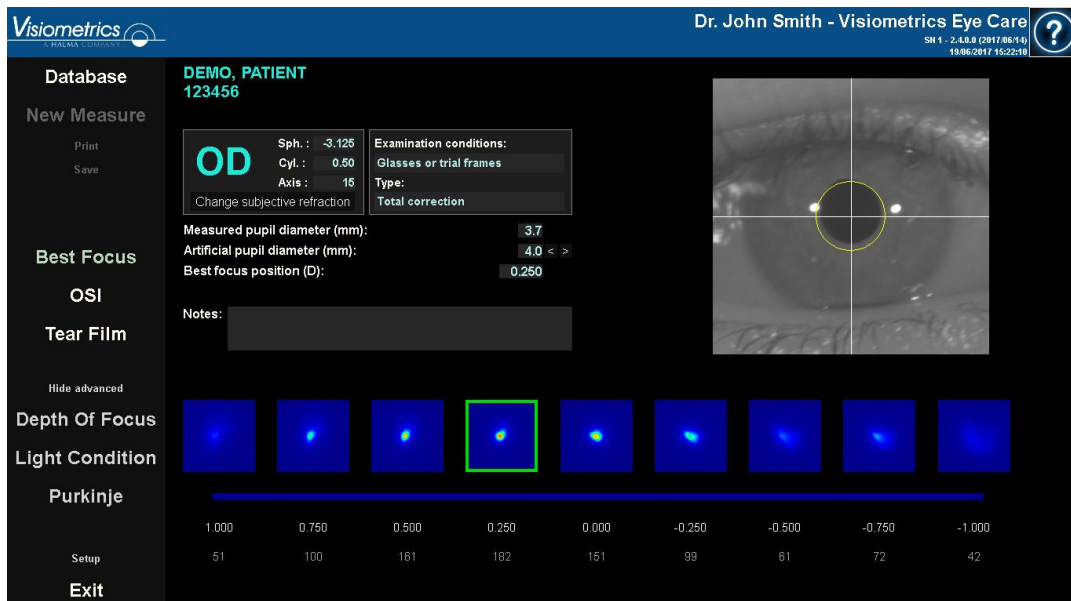 Visiometrics
A HALMA COMPANY
Dr. John Smith - Visiometrics Eye Care
SN 1 - 2.4.0.0 (2017/06/14)
19/06/2017 15:22:10
?
Database
New Measure
Print
Save
Best Focus
OSI
Tear Film
Hide advanced
Depth Of Focus
Light Condition
Purkinje
Setup
Exit
DEMO, PATIENT
123456
OD
Sph. : -3.125
Cyl. : 0.50
Axis : 15
Change subjective refraction
Examination conditions:
Glasses or trial frames
Type:
Total correction
Measured pupil diameter (mm): 3.7
Artificial pupil diameter (mm): 4.0 < >
Best focus position (D): 0.250
Notes:
1.000 0.750 0.500 0.250 0.000 -0.250 -0.500 -0.750 -1.000
51 100 161 182 151 99 61 72 42